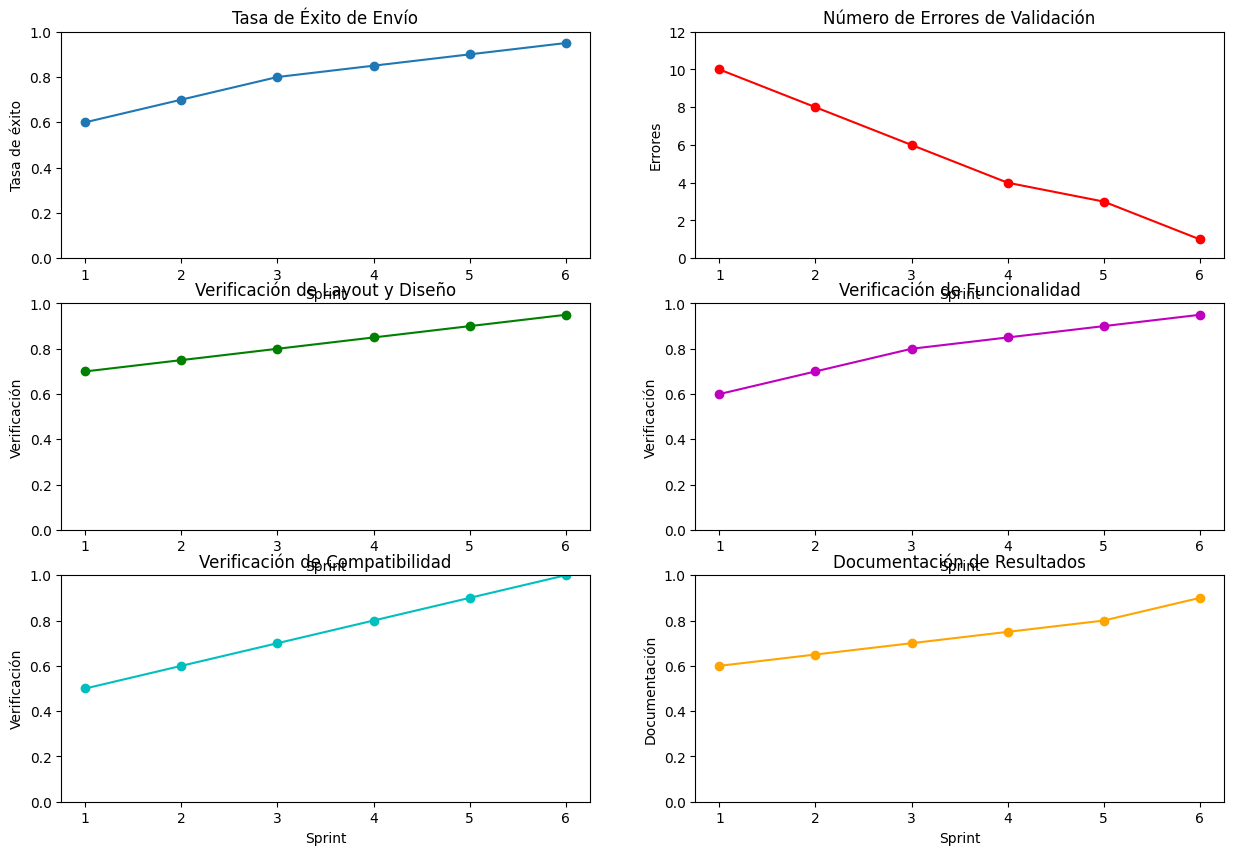 Tasa de Éxito de Envío
Tasa de éxito
1.0
0.8
0.6
0.4
0.2
0.0
1 2 3 4 5 6
Sprint
Número de Errores de Validación
Errores
12
10
8
6
4
2
0
1 2 3 4 5 6
Sprint
Verificación de Layout y Diseño
Verificación
1.0
0.8
0.6
0.4
0.2
0.0
1 2 3 4 5 6
Sprint
Verificación de Funcionalidad
Verificación
1.0
0.8
0.6
0.4
0.2
0.0
1 2 3 4 5 6
Sprint
Verificación de Compatibilidad
Verificación
1.0
0.8
0.6
0.4
0.2
0.0
1 2 3 4 5 6
Sprint
Documentación de Resultados
Documentación
1.0
0.8
0.6
0.4
0.2
0.0
1 2 3 4 5 6
Sprint